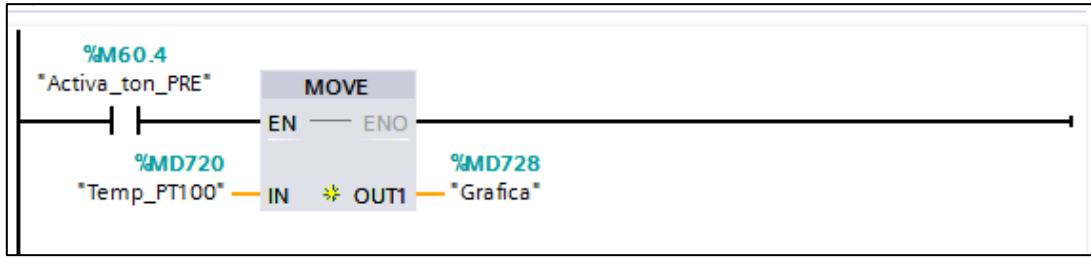 %M60.4
"Activa_ton_PRE"
MOVE
EN ENO
%MD720 %MD728
"Temp_PT100" IN OUT1 "Grafica"